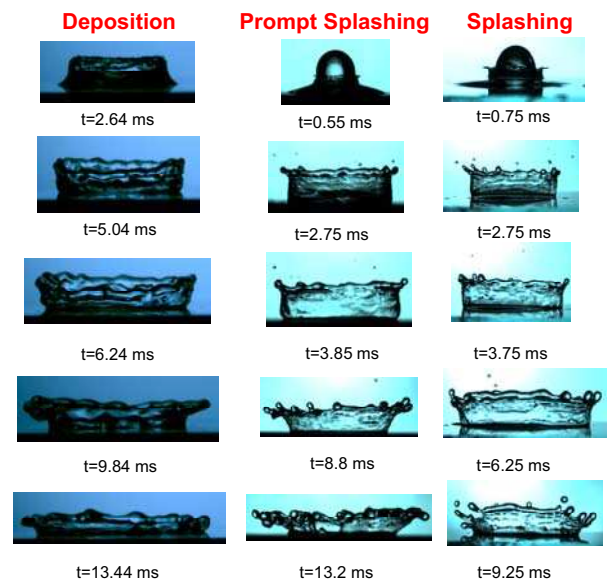 Deposition Prompt Splashing Splashing
t=2.64 ms t=0.55 ms t=0.75 ms
t=5.04 ms t=2.75 ms t=2.75 ms
t=6.24 ms t=3.85 ms t=3.75 ms
t=9.84 ms t=8.8 ms t=6.25 ms
t=13.44 ms t=13.2 ms t=9.25 ms